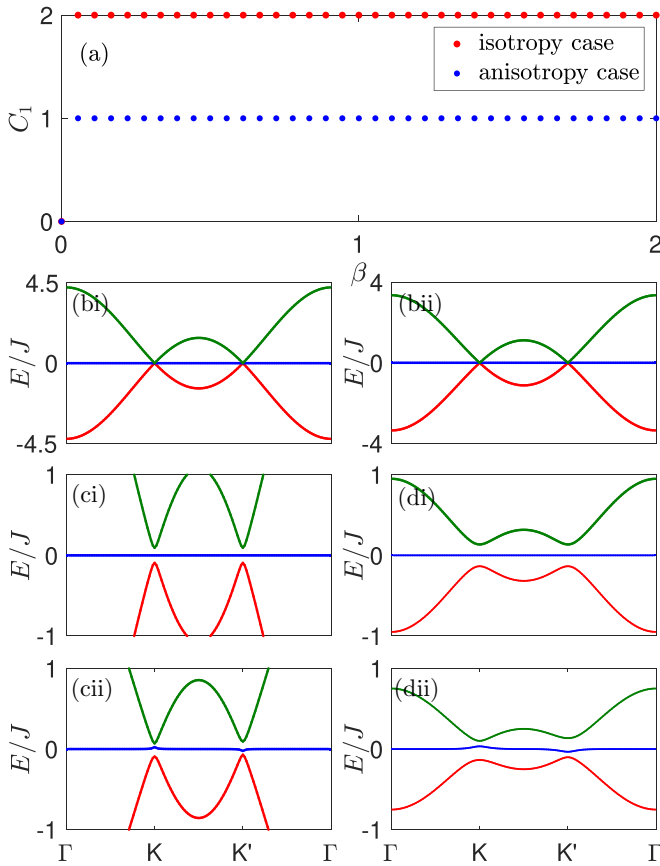 2
(a)
isotropy case
anisotropy case
C₁
1
0
0
1
2
β
4.5
(bi)
E/J
0
-4.5
4
(bii)
E/J
0
-4
1
(ci)
E/J
0
-1
1
(di)
E/J
0
-1
1
(cii)
E/J
0
-1
Γ
K
K'
Γ
1
(dii)
E/J
0
-1
Γ
K
K'
Γ